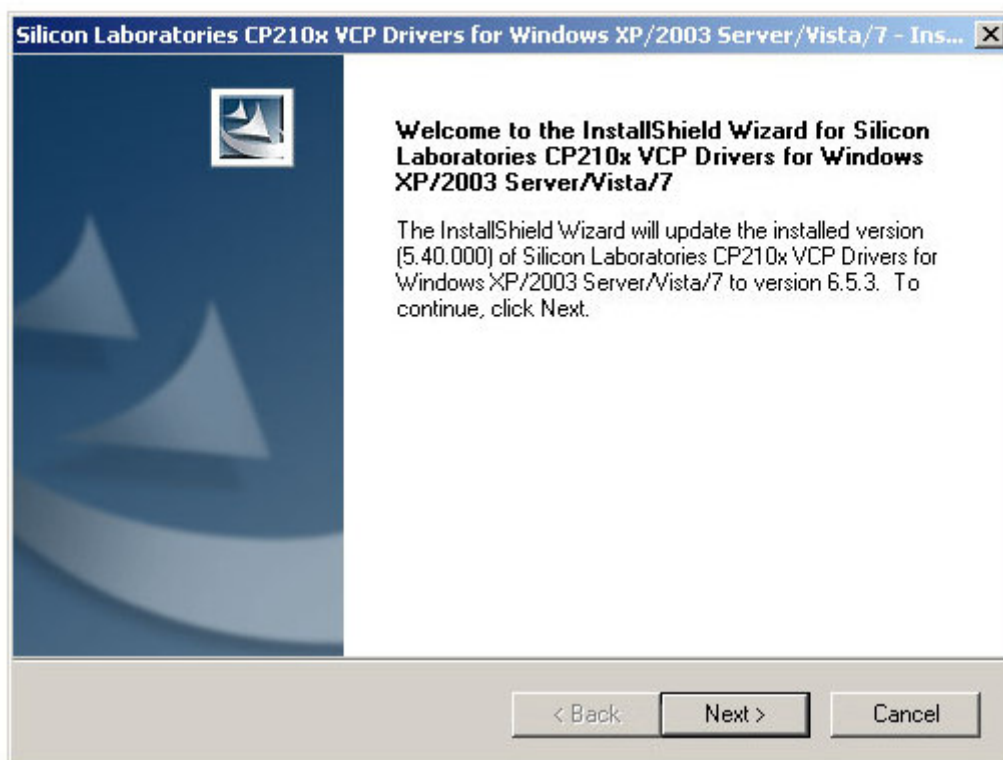 Silicon Laboratories CP210x VCP Drivers for Windows XP/2003 Server/Vista/7 - Ins...
Welcome to the InstallShield Wizard for Silicon
Laboratories CP210x VCP Drivers for Windows
XP/2003 Server/Vista/7
The InstallShield Wizard will update the installed version
(5.40.000) of Silicon Laboratories CP210x VCP Drivers for
Windows XP/2003 Server/Vista/7 to version 6.5.3. To
continue, click Next.
< Back
Next >
Cancel